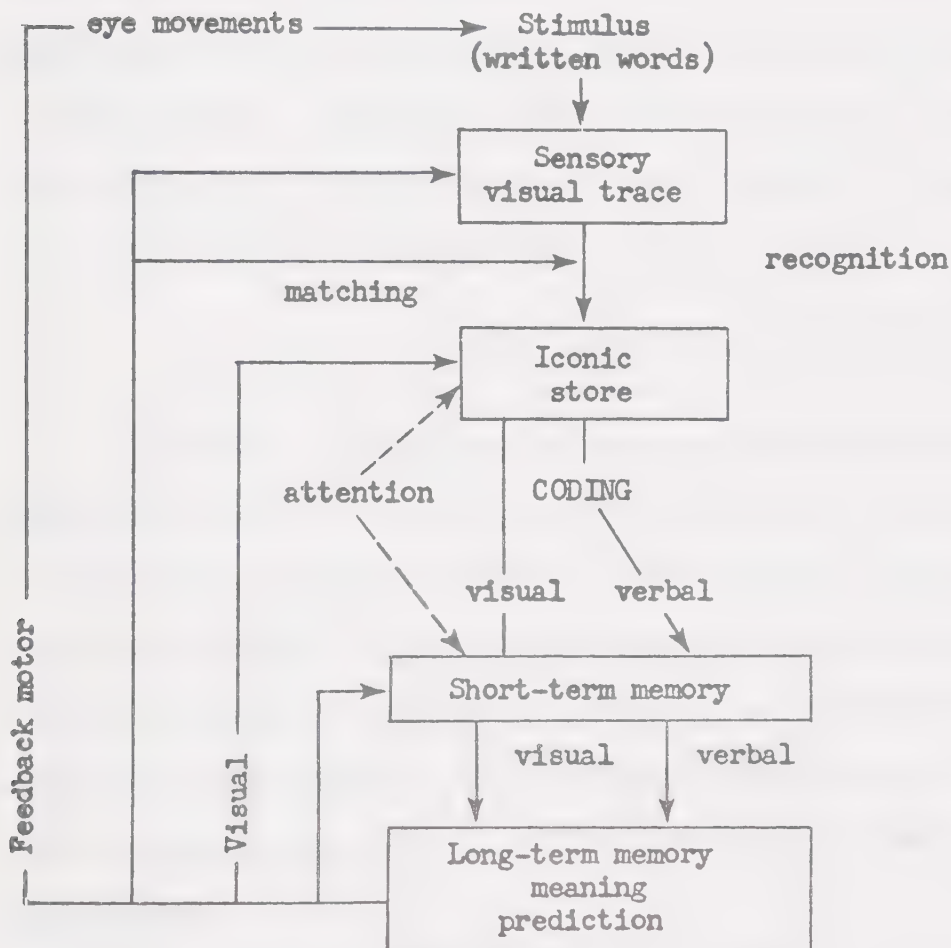 eye movements
Stimulus
(written words)
Sensory
visual trace
recognition
matching
Iconic
store
attention
CODING
visual
verbal
Feedback motor
Visual
Short-term memory
visual
verbal
Long-term memory
meaning
prediction